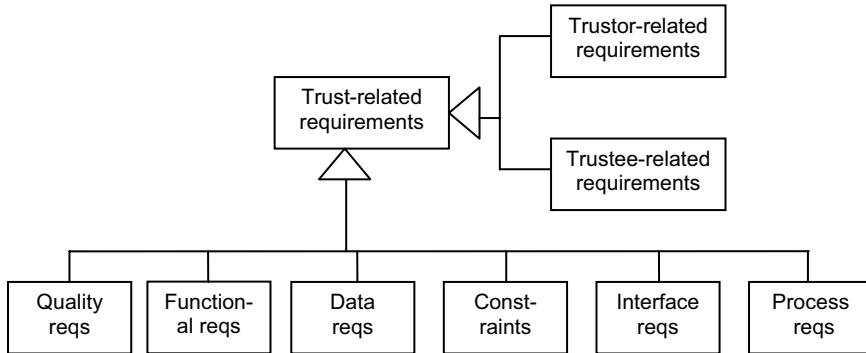 Trustor-related
requirements
Trust-related
requirements
Trustee-related
requirements
Quality
reqs
Function-
al reqs
Data
reqs
Const-
raints
Interface
reqs
Process
reqs